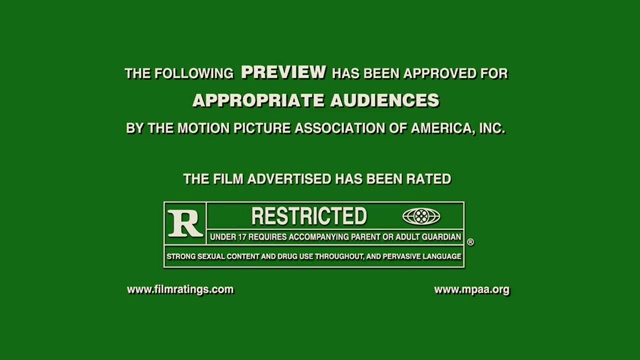 THE FOLLOWING PREVIEW HAS BEEN APPROVED FOR
APPROPRIATE AUDIENCES
BY THE MOTION PICTURE ASSOCIATION OF AMERICA, INC.
THE FILM ADVERTISED HAS BEEN RATED
R RESTRICTED
UNDER 17 REQUIRES ACCOMPANYING PARENT OR ADULT GUARDIAN
®
STRONG SEXUAL CONTENT AND DRUG USE THROUGHOUT, AND PERVASIVE LANGUAGE
www.filmratings.com www.mpaa.org